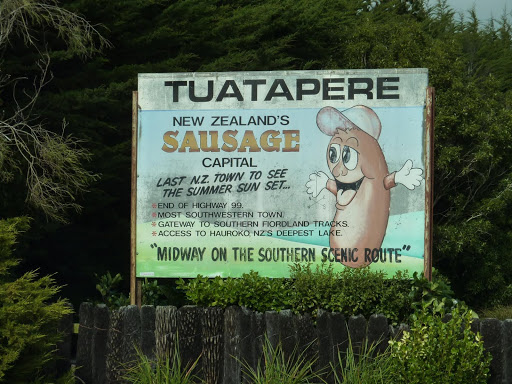 TUATAPERE
NEW ZEALAND'S
SAUSAGE
CAPITAL
LAST N.Z. TOWN TO SEE
THE SUMMER SUN SET...
*END OF HIGHWAY 99.
*MOST SOUTHWESTERN TOWN.
*GATEWAY TO SOUTHERN FIORDLAND TRACKS.
*ACCESS TO HAUROKO, NZ'S DEEPEST LAKE.
"MIDWAY ON THE SOUTHERN SCENIC ROUTE"